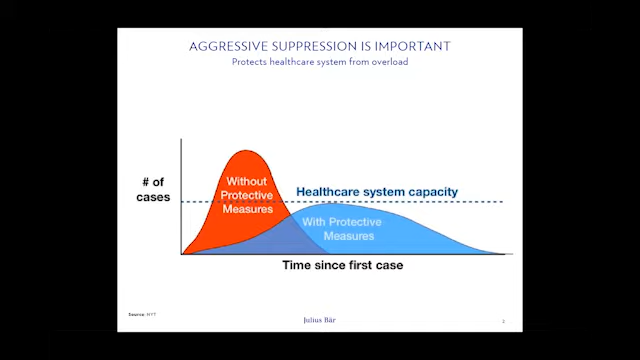 AGGRESSIVE SUPPRESSION IS IMPORTANT
Protects healthcare system from overload
# of
cases
Without
Protective
Measures
Healthcare system capacity
With Protective
Measures
Time since first case
Source: NYT
Julius Bär
2